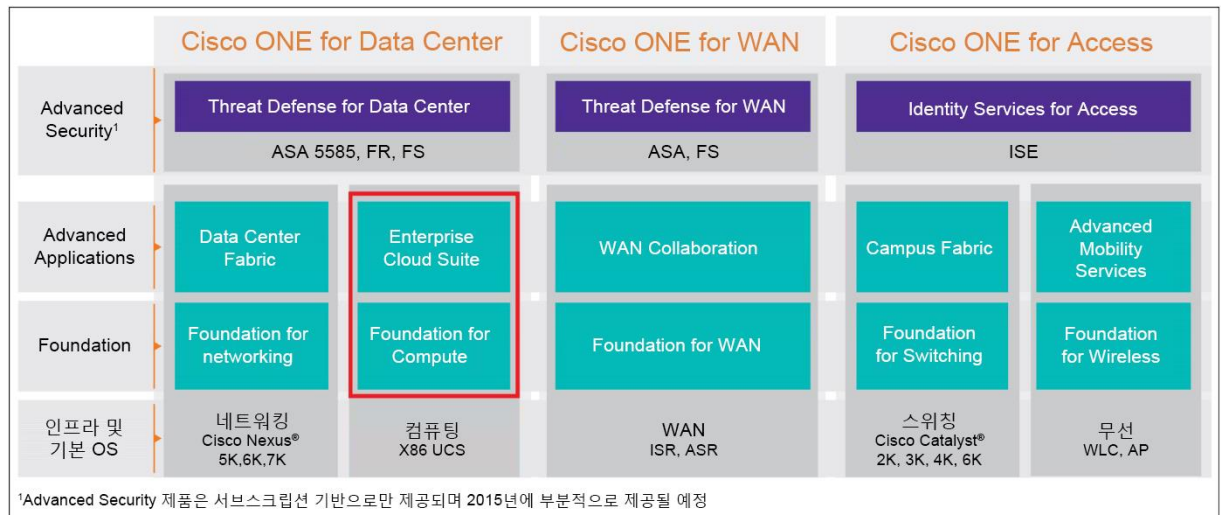 Cisco ONE for Data Center
Cisco ONE for WAN
Cisco ONE for Access
Advanced
Security¹
Threat Defense for Data Center
Threat Defense for WAN
Identity Services for Access
ASA 5585, FR, FS
ASA, FS
ISE
Advanced
Applications
Data Center
Fabric
Enterprise
Cloud Suite
WAN Collaboration
Campus Fabric
Advanced
Mobility
Services
Foundation
Foundation for
networking
Foundation for
Compute
Foundation for WAN
Foundation
for Switching
Foundation
for Wireless
인프라 및
기본 OS
네트워킹
Cisco Nexus®
5K,6K,7K
컴퓨팅
X86 UCS
WAN
ISR, ASR
스위칭
Cisco Catalyst®
2K, 3K, 4K, 6K
무선
WLC, AP
¹Advanced Security 제품은 서브스크립션 기반으로만 제공되며 2015년에 부분적으로 제공될 예정